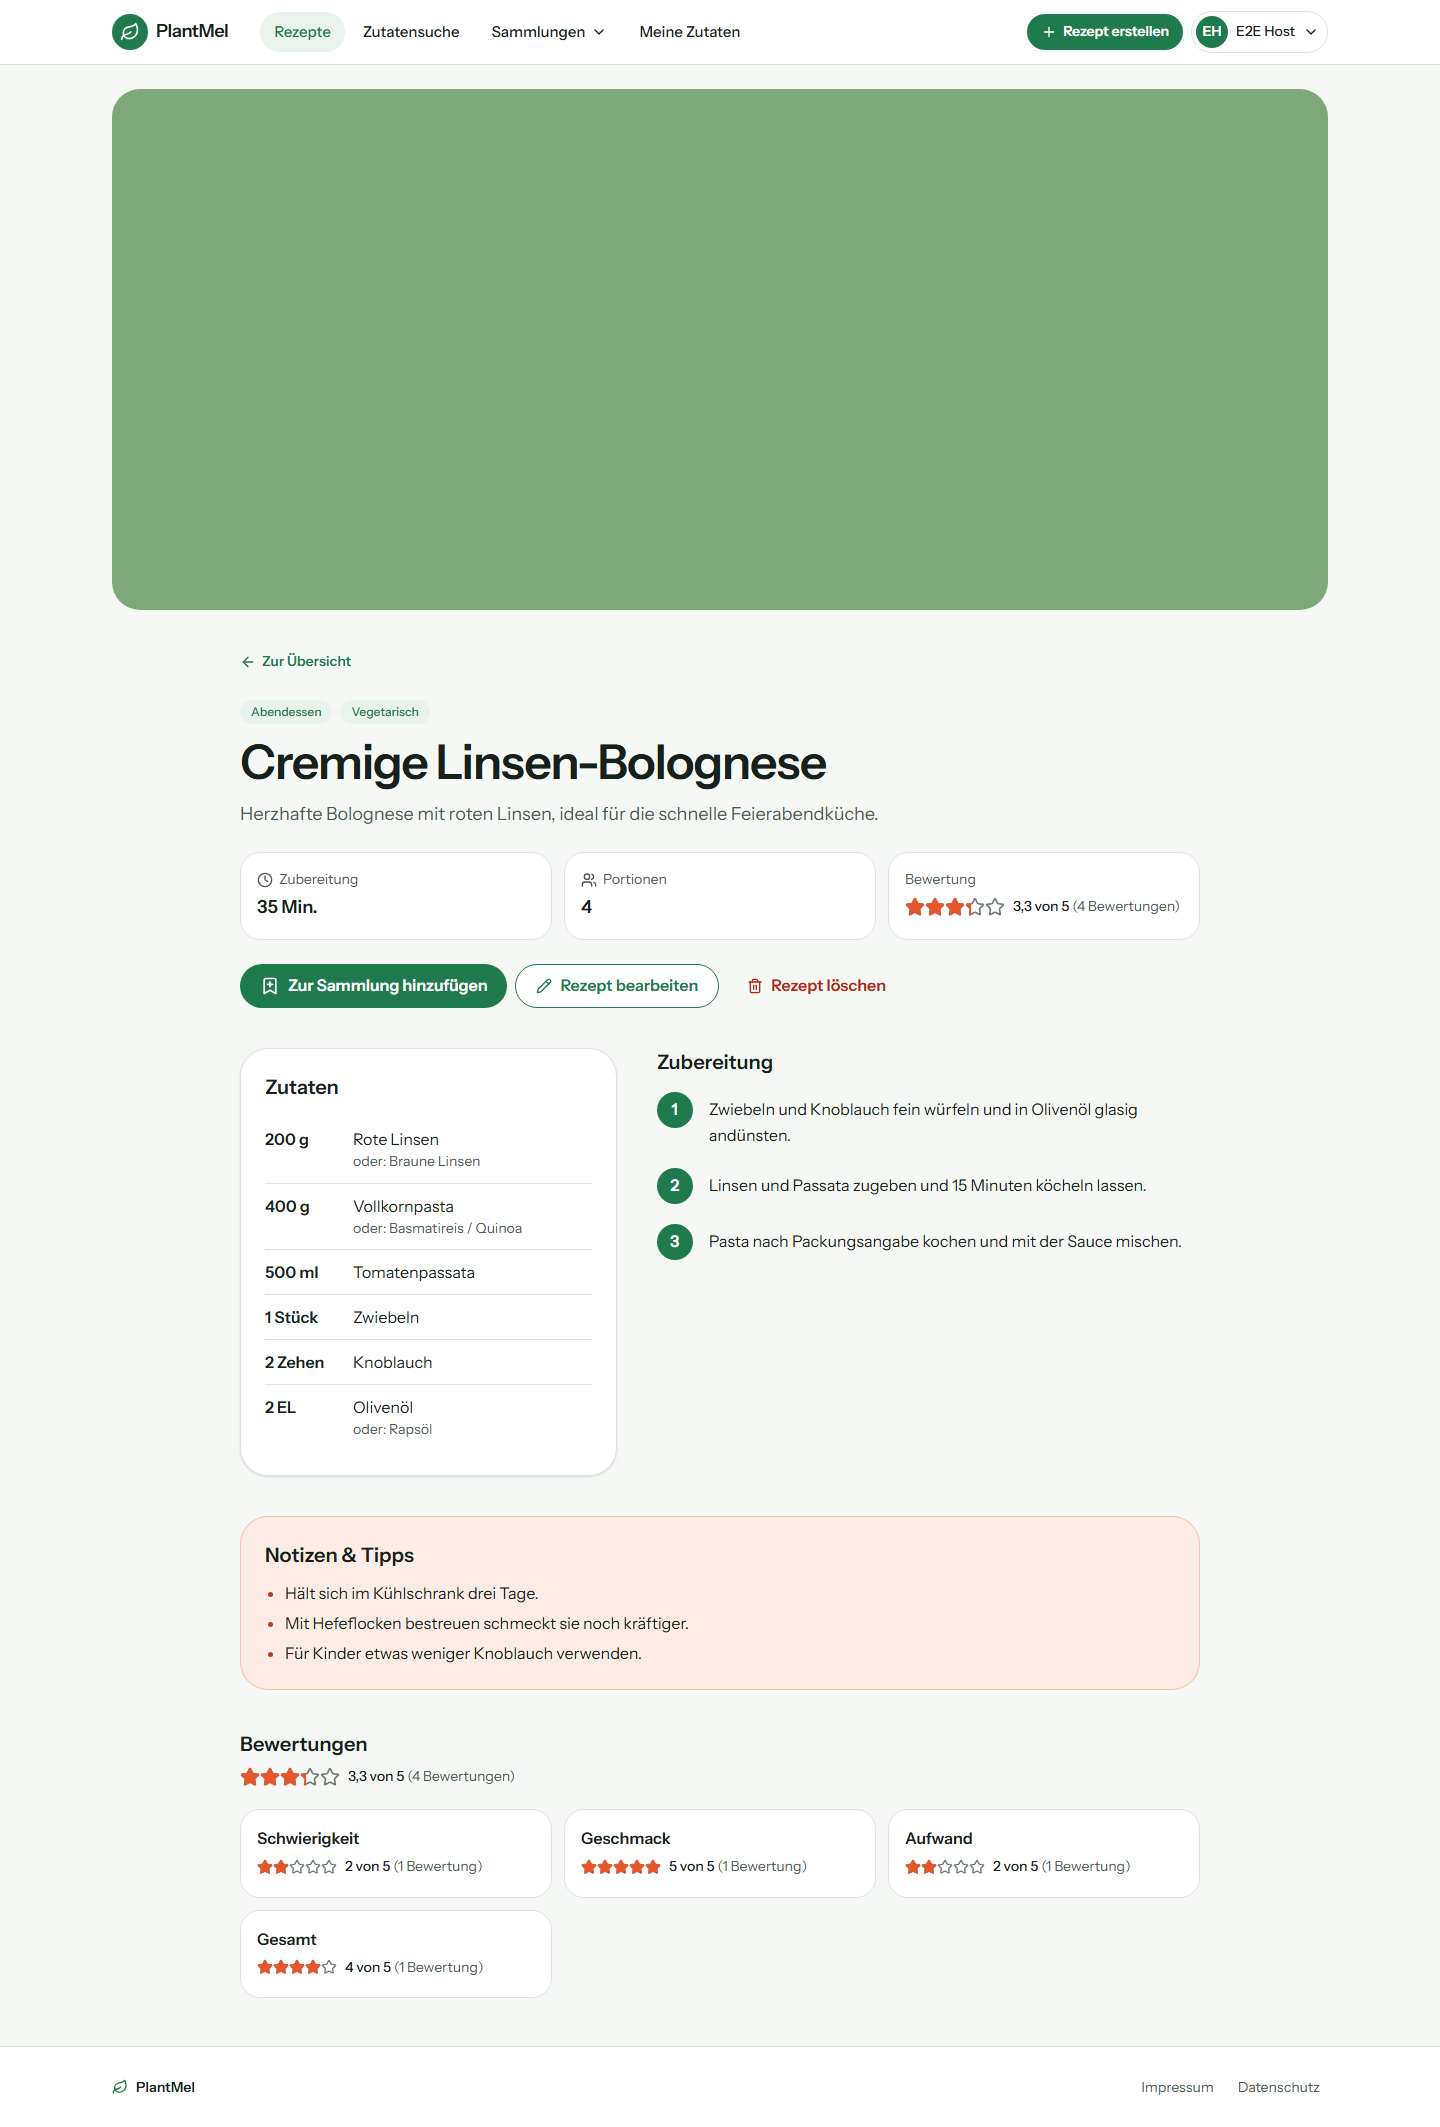 PlantMel
Rezepte
Zutatensuche
Sammlungen
Meine Zutaten
Rezept erstellen
EH
E2E Host
Zur Übersicht
Abendessen
Vegetarisch
Cremige Linsen-Bolognese
Herzhafte Bolognese mit roten Linsen, ideal für die schnelle Feierabendküche.
Zubereitung
35 Min.
Portionen
4
Bewertung
3,3 von 5 (4 Bewertungen)
Zur Sammlung hinzufügen
Rezept bearbeiten
Rezept löschen
Zutaten
200 g Rote Linsen
oder: Braune Linsen
400 g Vollkornpasta
oder: Basmatireis / Quinoa
500 ml Tomatenpassata
1 Stück Zwiebeln
2 Zehen Knoblauch
2 EL Olivenöl
oder: Rapsöl
Zubereitung
1 Zwiebeln und Knoblauch fein würfeln und in Olivenöl glasig
andünsten.
2 Linsen und Passata zugeben und 15 Minuten köcheln lassen.
3 Pasta nach Packungsangabe kochen und mit der Sauce mischen.
Notizen & Tipps
• Hält sich im Kühlschrank drei Tage.
• Mit Hefeflocken bestreuen schmeckt sie noch kräftiger.
• Für Kinder etwas weniger Knoblauch verwenden.
Bewertungen
3,3 von 5 (4 Bewertungen)
Schwierigkeit
2 von 5 (1 Bewertung)
Geschmack
5 von 5 (1 Bewertung)
Aufwand
2 von 5 (1 Bewertung)
Gesamt
4 von 5 (1 Bewertung)
PlantMel
Impressum
Datenschutz